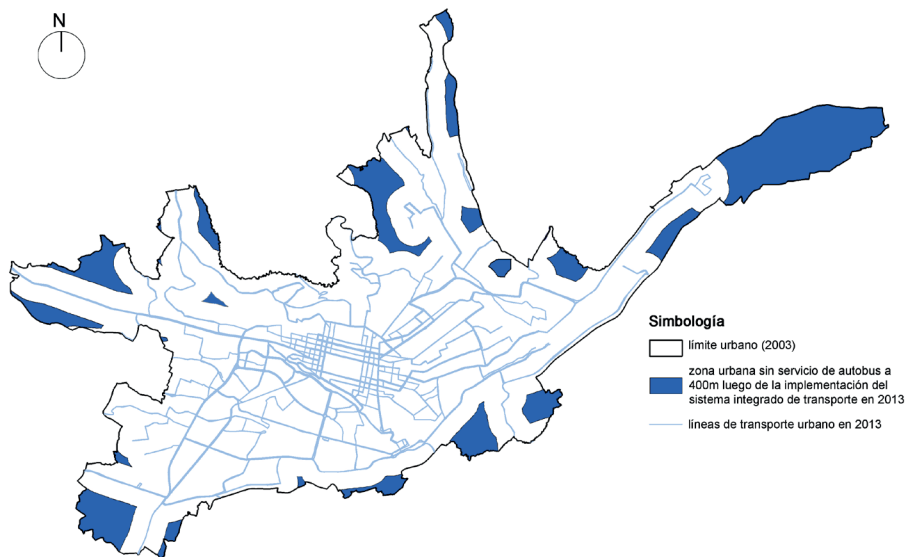 N
Simbología
límite urbano (2003)
zona urbana sin servicio de autobus a
400m luego de la implementación del
sistema integrado de transporte en 2013
líneas de transporte urbano en 2013